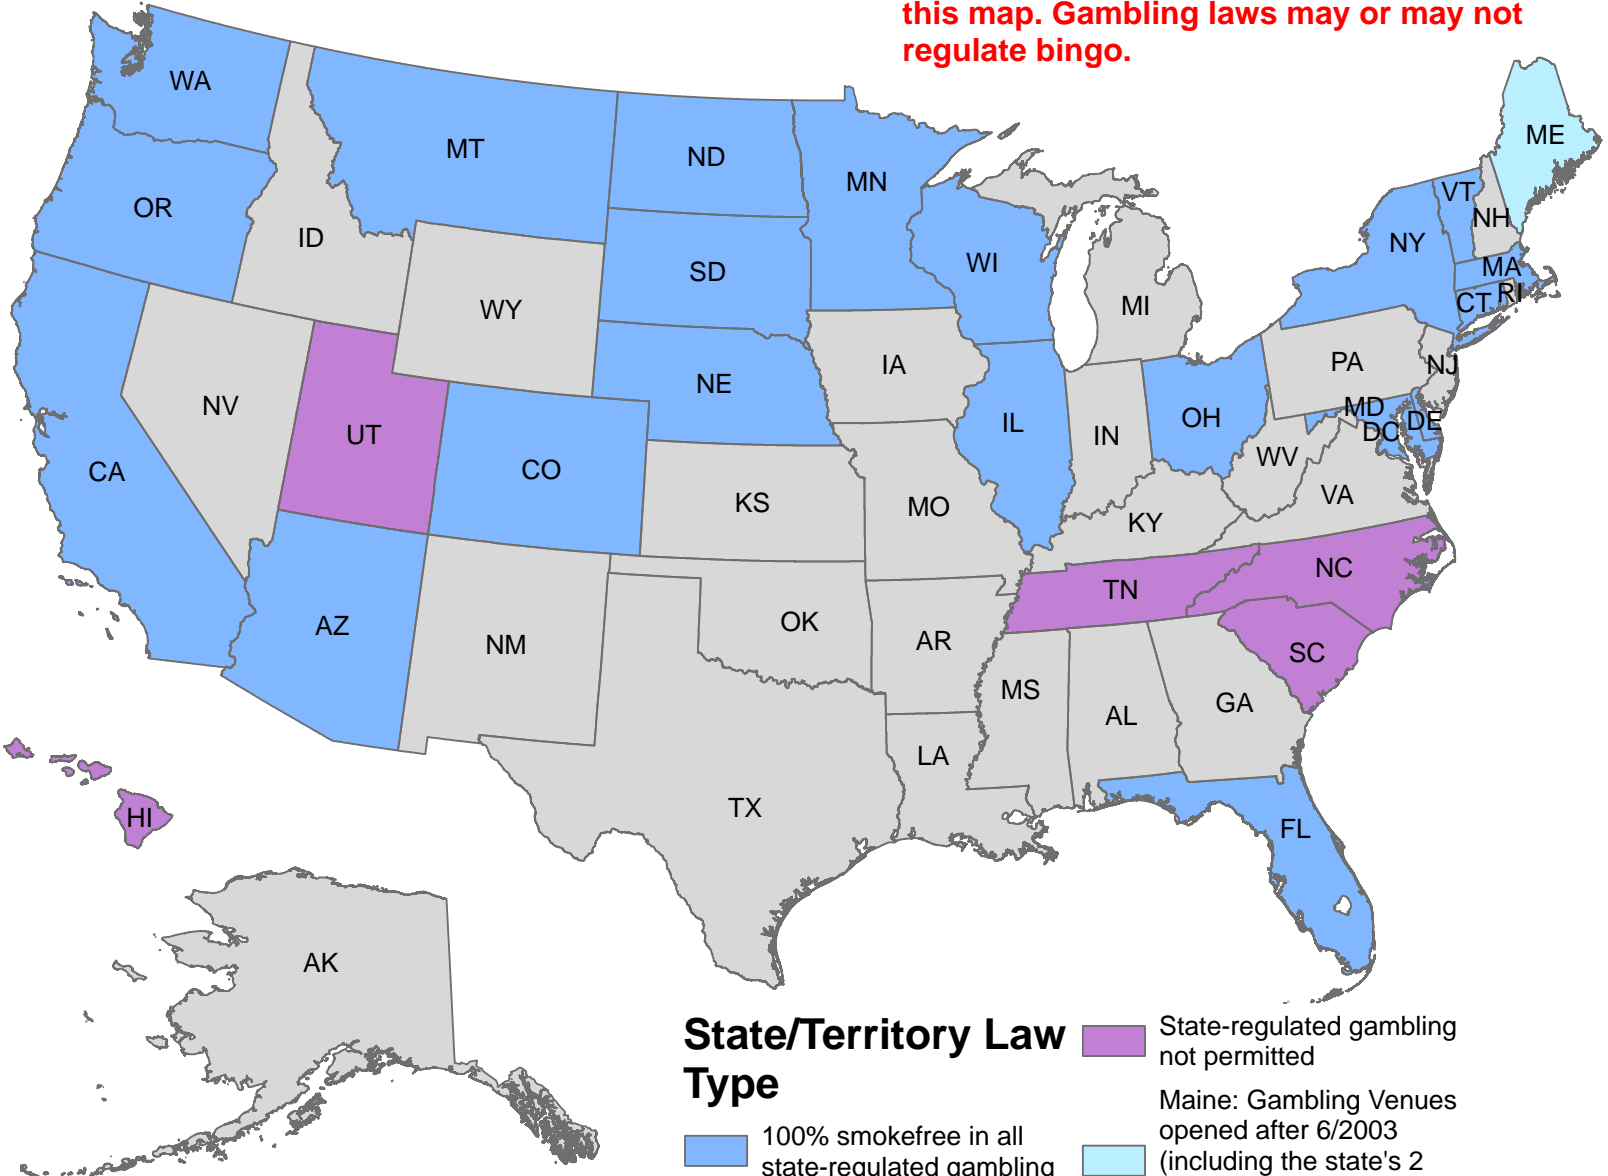 this map. Gambling laws may or may not
regulate bingo.
WA
MT
ND
MN
ME
OR
ID
SD
WI
NY
VT
NH
MA
CT
RI
WY
MI
IA
NE
PA
NJ
NV
UT
CO
IL
IN
OH
MD
DE
DC
CA
KS
MO
WV
VA
KY
AZ
NM
OK
AR
TN
NC
SC
MS
AL
GA
LA
TX
FL
HI
AK
State/Territory Law
Type
100% smokefree in all
state-regulated gambling
State-regulated gambling
not permitted
Maine: Gambling Venues
opened after 6/2003
(including the state's 2